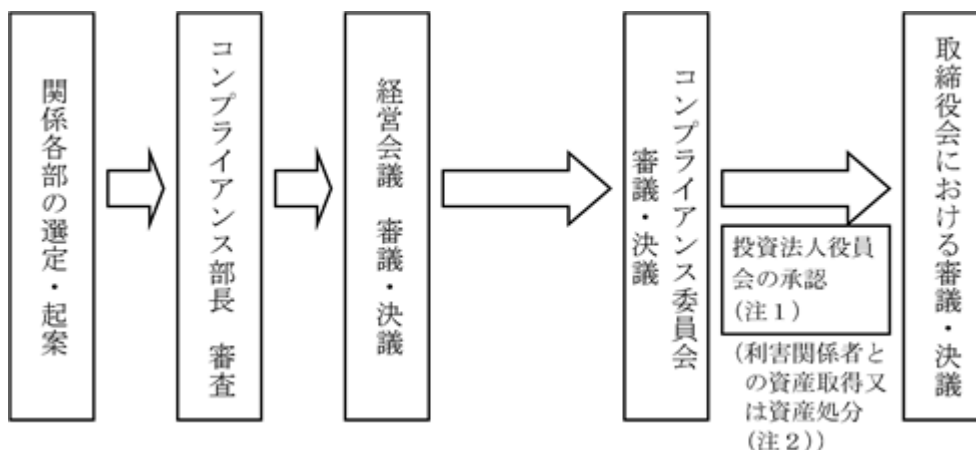 関係各部の選定・起案
コンプライアンス部長　審査
経営会議　審議・決議
コンプライアンス委員会
審議・決議
投資法人役員
会の承認
(注1)
(利害関係者と
の資産取得又
は資産処分
(注2))
取締役会における審議・決議